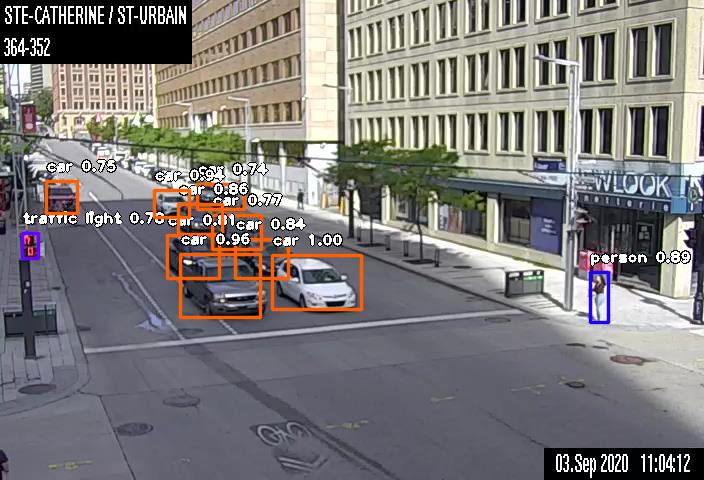 STE-CATHERINE / ST-URBAIN
364-352
car 0.75
car 0.74
car 0.94
car 0.86
car 0.77
traffic light 0.70
car 0.81
car 0.84
car 0.96
car 1.00
person 0.89
WLOOK
03.Sep 2020 11:04:12